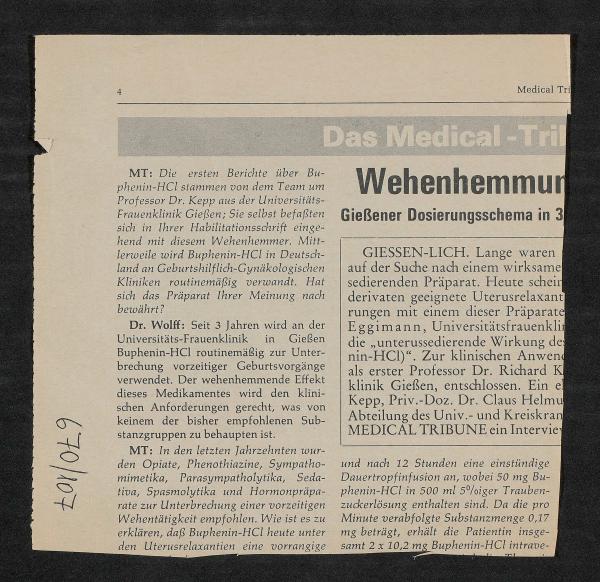 4
Medical Tri
Das Medical-Tri
MT: Die ersten Berichte über Bu-
phenin-HCl stammen von dem Team um
Professor Dr. Kepp aus der Universitäts-
Frauenklinik Gießen; Sie selbst befaßten
sich in Ihrer Habilitationsschrift einge-
hend mit diesem Wehenhemmer. Mitt-
lerweile wird Buphenin-HCl in Deutsch-
land an Geburtshilflich-Gynäkologischen
Kliniken routinemäßig verwandt. Hat
sich das Präparat Ihrer Meinung nach
bewährt?
Dr. Wolff: Seit 3 Jahren wird an der
Universitäts-Frauenklinik in Gießen
Buphenin-HCl routinemäßig zur Unter-
brechung vorzeitiger Geburtsvorgänge
verwendet. Der wehenhemmende Effekt
dieses Medikamentes wird den klini-
schen Anforderungen gerecht, was von
keinem der bisher empfohlenen Sub-
stanzgruppen zu behaupten ist.
MT: In den letzten Jahrzehnten wur-
den Opiate, Phenothiazine, Sympatho-
mimetika, Parasympatholytika, Seda-
tiva, Spasmolytika und Hormonpräpa-
rate zur Unterbrechung einer vorzeitigen
Wehentätigkeit empfohlen. Wie ist es zu
erklären, daß Buphenin-HCl heute unter
den Uterusrelaxantien eine vorrangige
Wehenhemmun
Gießener Dosierungsschema in 3
GIESSEN-LICH. Lange waren
auf der Suche nach einem wirksame
sedierenden Präparat. Heute schein
derivaten geeignete Uterusrelaxant
rungen mit einem dieser Präparate
Eggimann, Universitätsfrauenkli
die „unterussedierende Wirkung de
nin-HCl)“. Zur klinischen Anwen
als erster Professor Dr. Richard K
klinik Gießen, entschlossen. Ein e
Kepp, Priv.-Doz. Dr. Claus Helmu
Abteilung des Univ.- und Kreiskran
MEDICAL TRIBUNE ein Interview
und nach 12 Stunden eine einstündige
Dauertropfinfusion an, wobei 50 mg Bu-
phenin-HCl in 500 ml 5%iger Trauben-
zuckerlösung enthalten sind. Da die pro
Minute verabfolgte Substanzmenge 0,17
mg beträgt, erhält die Patientin insge-
samt 2 x 10,2 mg Buphenin-HCl intrave-
670/107